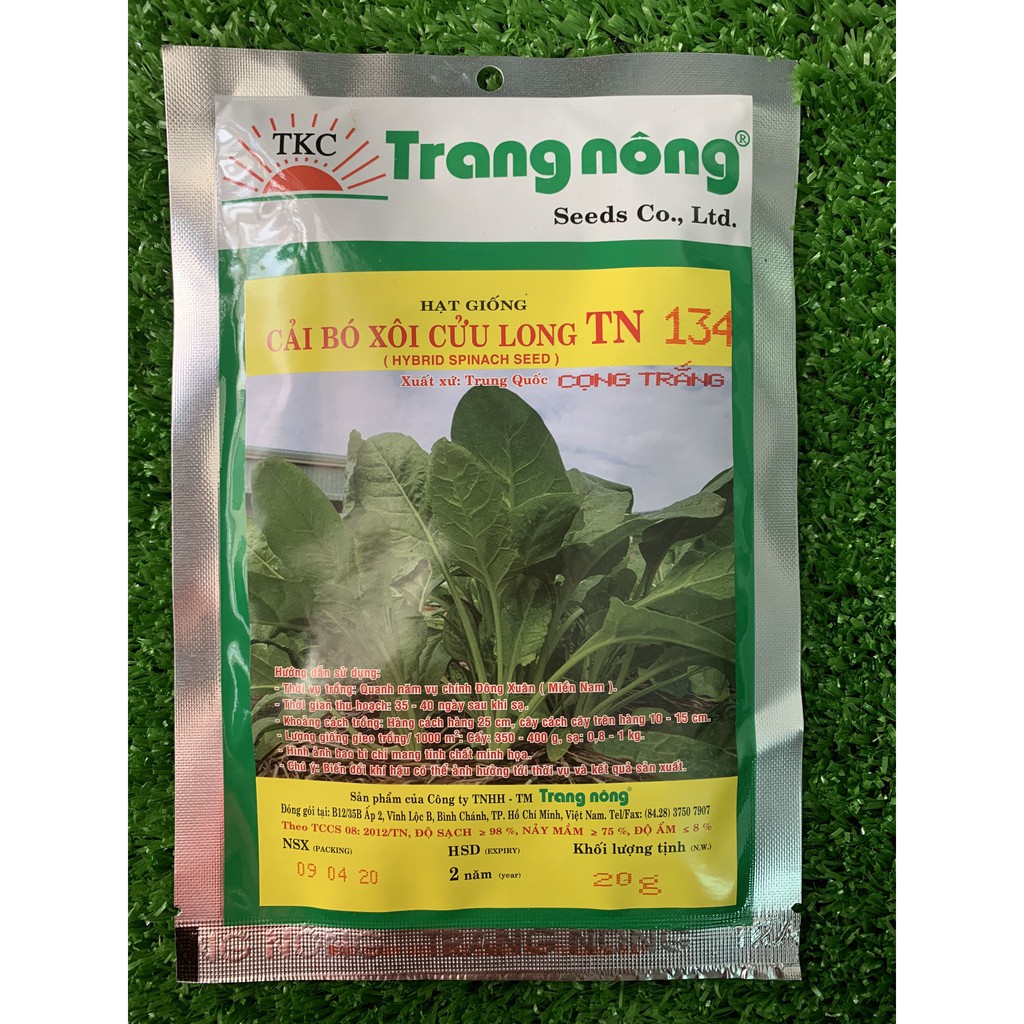 TKC
Trang nông®
Seeds Co., Ltd.
HẠT GIỐNG
CẢI BÓ XÔI CỬU LONG TN 134
( HYBRID SPINACH SEED )
Xuất xứ: Trung Quốc CỌNG TRẮNG
Hướng dẫn sử dụng:
- Thời vụ trồng: Quanh năm vụ chính Đông Xuân ( Miền Nam ).
- Thời gian thu hoạch: 35 - 40 ngày sau khi sạ.
- Khoảng cách trồng: Hàng cách hàng 25 cm, cây cách cây trên hàng 10 - 15 cm.
- Lượng giống gieo trồng/ 1000 m²: Cấy: 350 - 400 g, sạ: 0,8 - 1 kg.
- Hình ảnh bao bì chỉ mang tính chất minh họa.
- Chú ý: Biến đổi khí hậu có thể ảnh hưởng tới thời vụ và kết quả sản xuất.
Sản phẩm của Công ty TNHH - TM Trang nông®
Đóng gói tại: B12/35B Ấp 2, Vĩnh Lộc B, Bình Chánh, TP. Hồ Chí Minh, Việt Nam. Tel/Fax: (84.28) 3750 7907
Theo TCCS 08: 2012/TN, ĐỘ SẠCH ≥ 98 %, NẢY MẦM ≥ 75 %, ĐỘ ẨM ≤ 8 %
NSX (PACKING) HSD (EXPIRY) Khối lượng tịnh (N.W.)
09 04 20 2 năm (year) 20g
NG NÔNG TRANG NÔNG